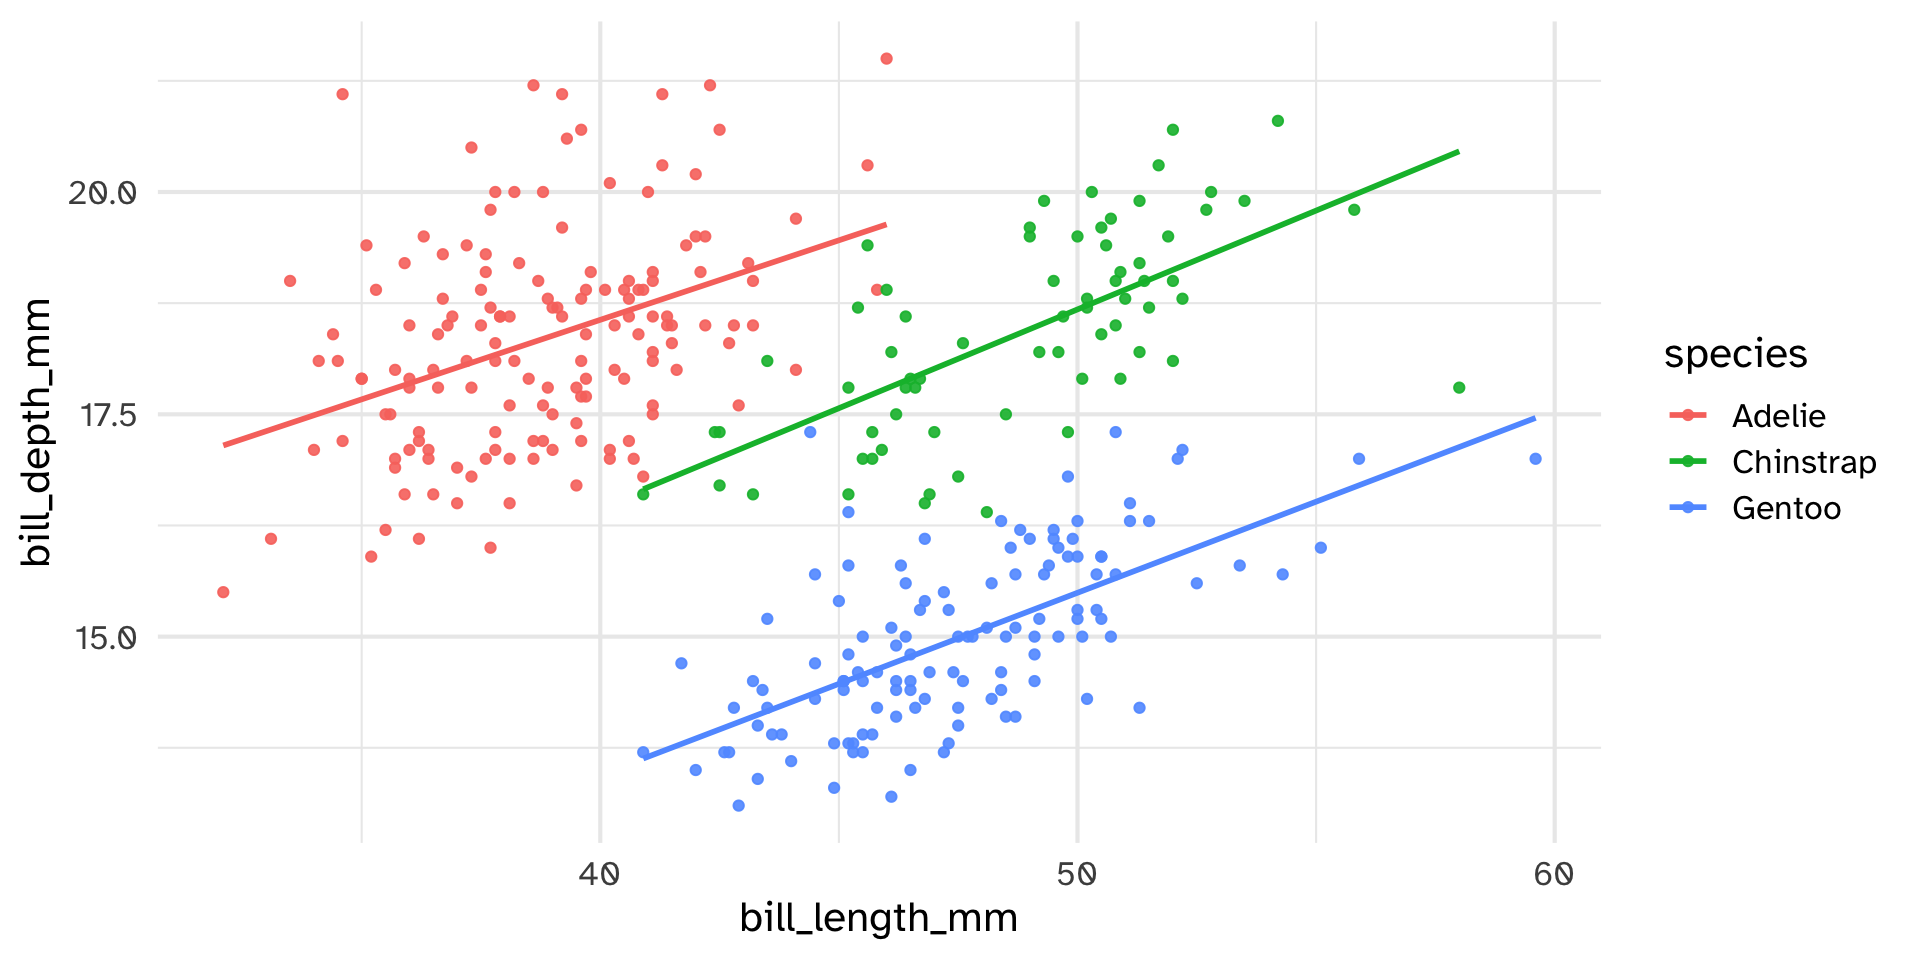 bill_depth_mm
20.0
17.5
15.0
40 50 60
bill_length_mm
species
Adelie
Chinstrap
Gentoo